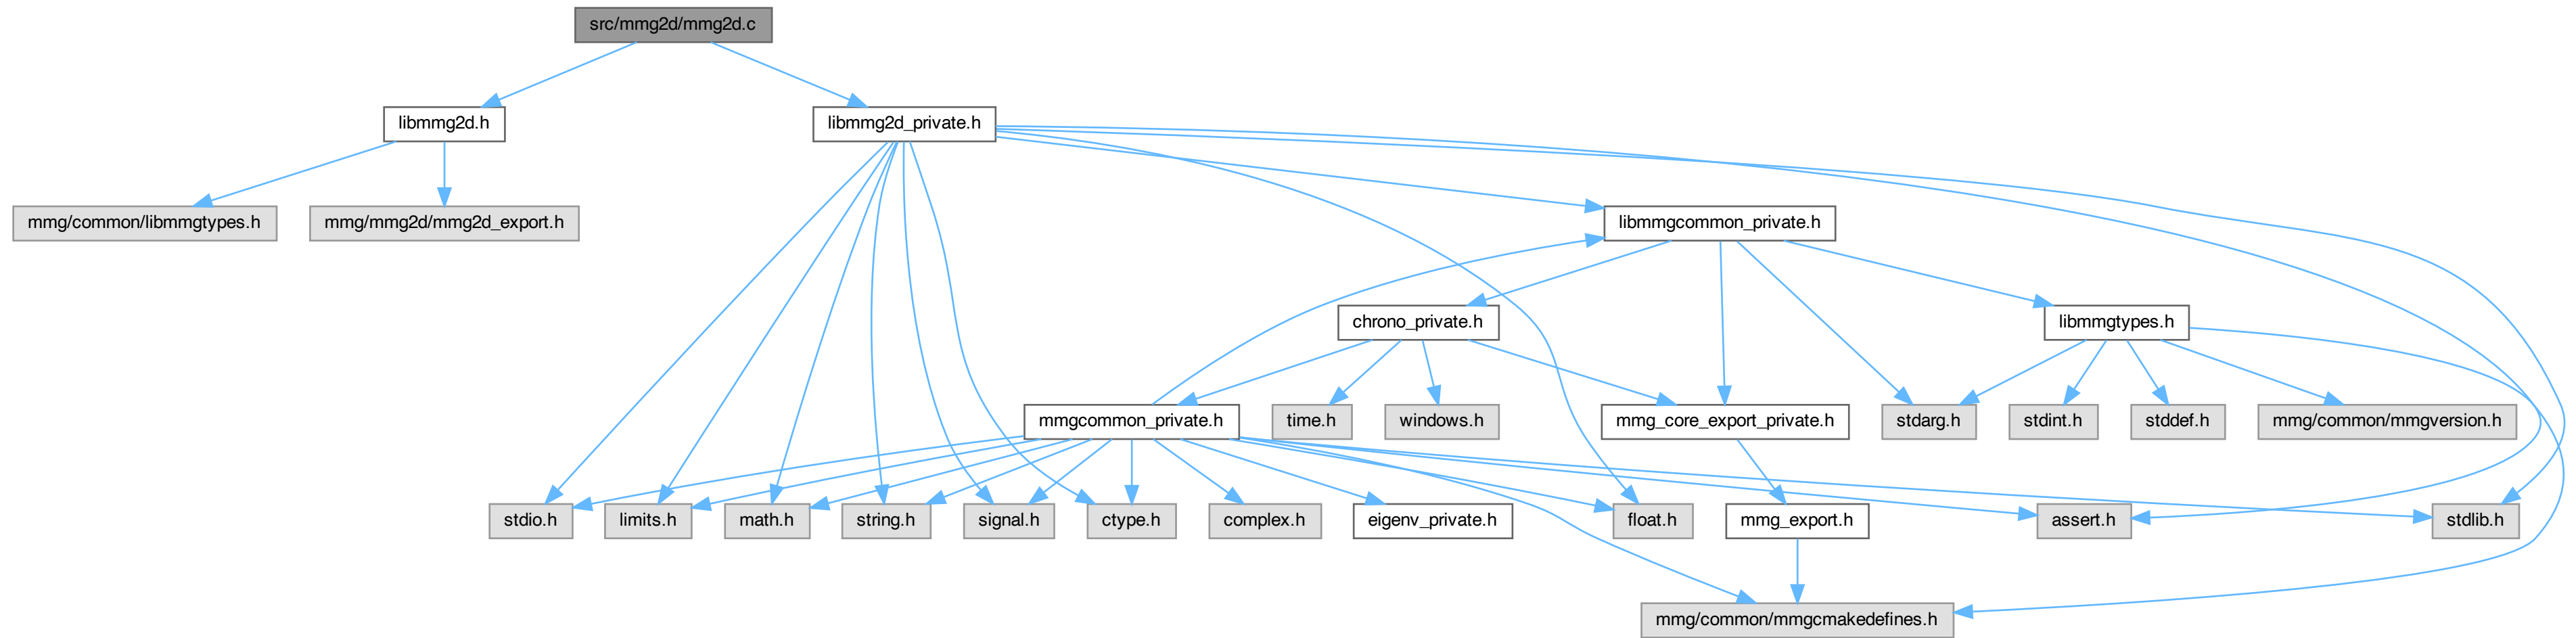 src/mmg2d/mmg2d.c
libmmg2d.h
libmmg2d_private.h
mmg/common/libmmgtypes.h
mmg/mmg2d/mmg2d_export.h
libmmgcommon_private.h
chrono_private.h
libmmgtypes.h
mmgcommon_private.h
time.h
windows.h
mmg_core_export_private.h
stdarg.h
stdint.h
stddef.h
mmg/common/mmgversion.h
stdio.h
limits.h
math.h
string.h
signal.h
ctype.h
complex.h
eigenv_private.h
float.h
mmg_export.h
assert.h
stdlib.h
mmg/common/mmgcmakedefines.h